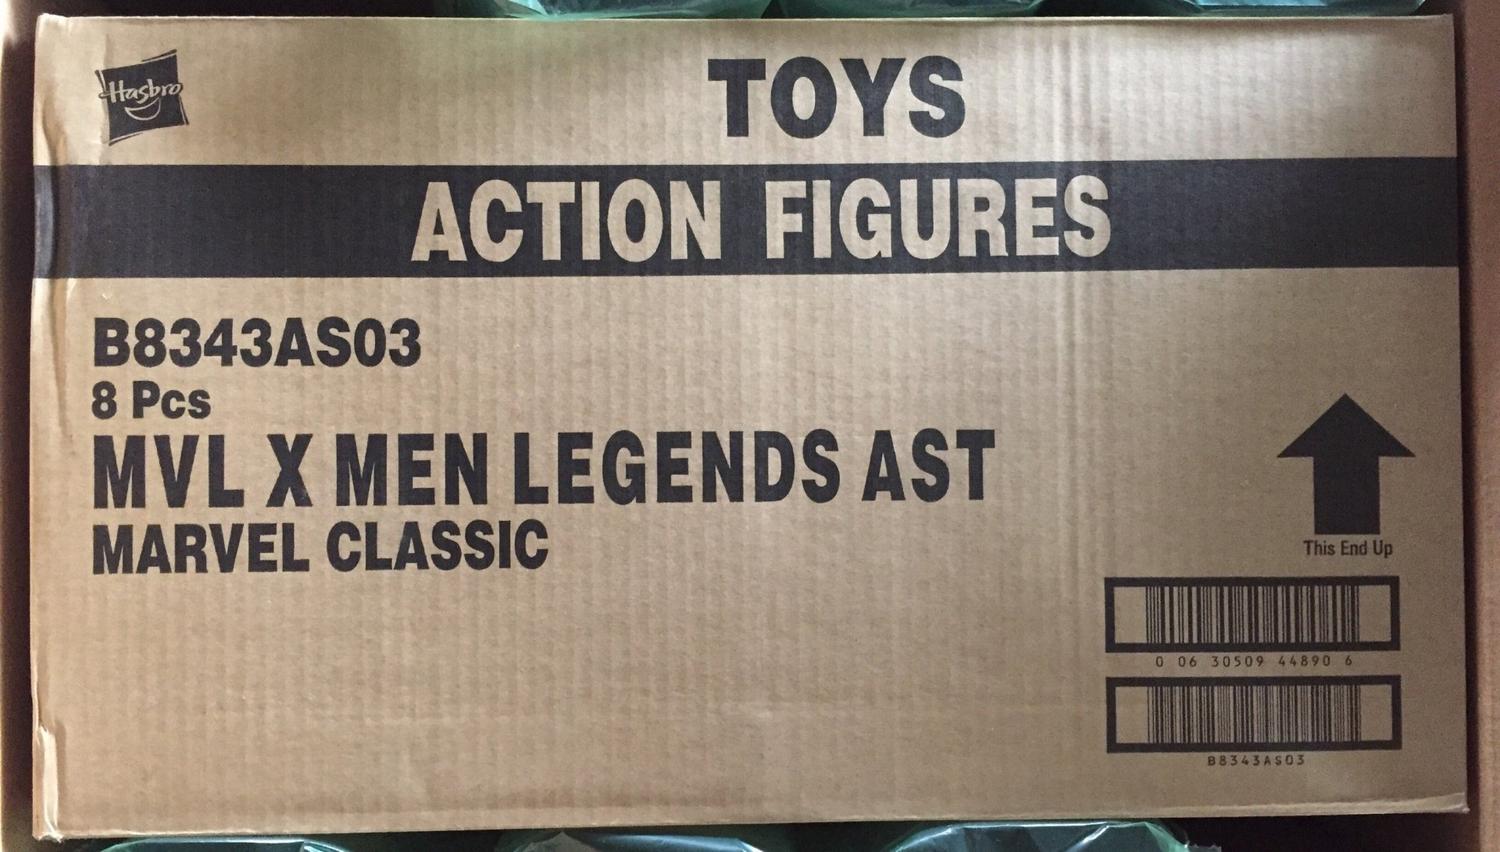 Hasbro
TOYS
ACTION FIGURES
B8343AS03
8 Pcs
MVL X MEN LEGENDS AST
MARVEL CLASSIC
This End Up
0 06 30509 44890 6
B8343AS03